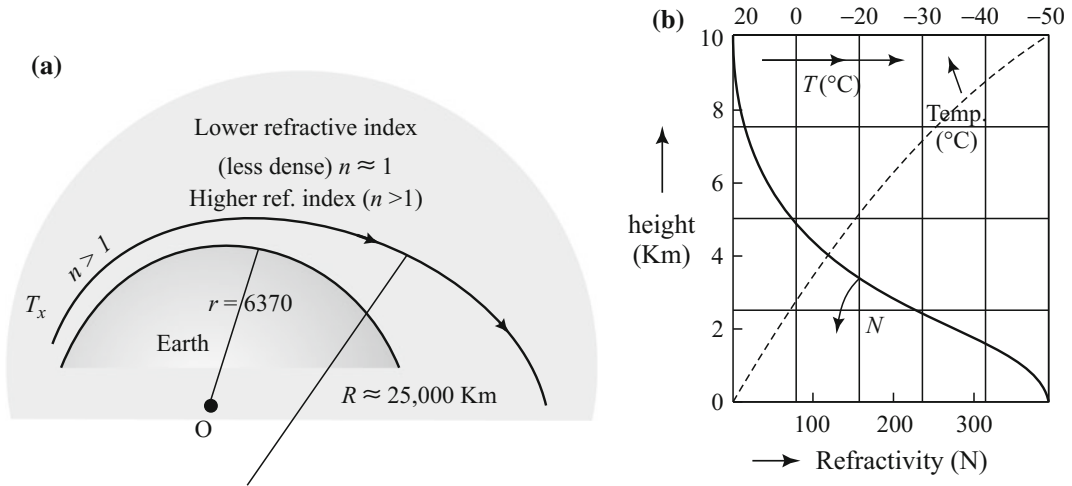 (a)
Lower refractive index
(less dense) n ≈ 1
Higher ref. index (n >1)
n > 1
T_x
r = 6370
Earth
R ≈ 25,000 Km
O
(b)
20 0 -20 -30 -40 -50
10
T (°C)
8
Temp.
(°C)
6
height
(Km)
4
N
2
0
100 200 300
Refractivity (N)